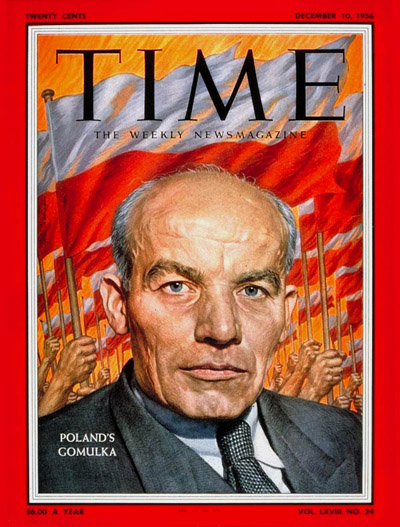 TWENTY CENTS
DECEMBER 10, 1956
TIME
THE WEEKLY NEWSMAGAZINE
POLAND'S
GOMULKA
$6.00 A YEAR
VOL. LXVIII NO. 24